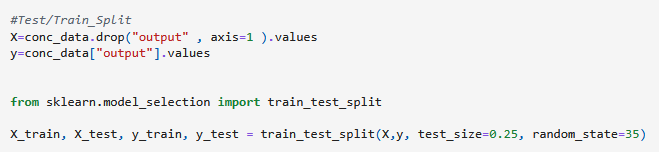 #Test/Train_Split
X=conc_data.drop("output" , axis=1 ).values
y=conc_data["output"].values
from sklearn.model_selection import train_test_split
X_train, X_test, y_train, y_test = train_test_split(X,y, test_size=0.25, random_state=35)